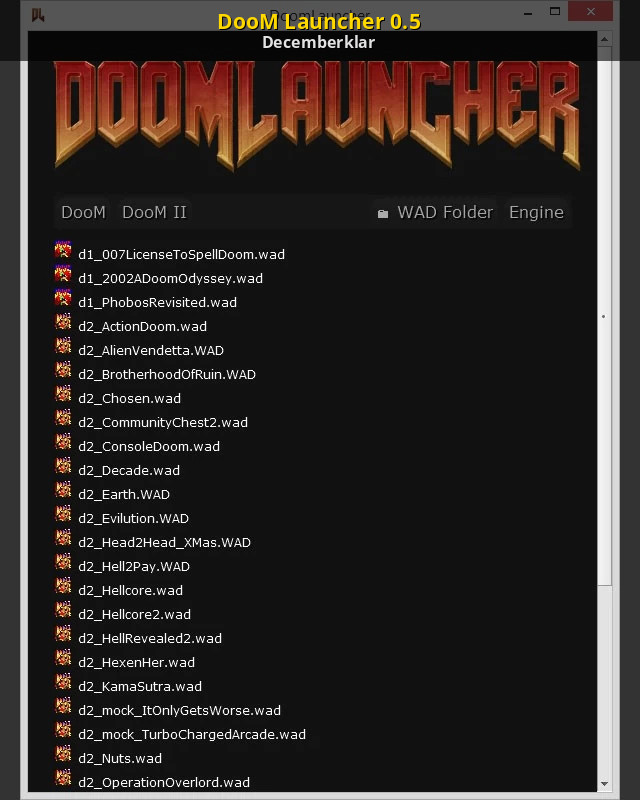 DooM Launcher 0.5
DoomLauncher
Decemberklar
DOOMLAUNCHER
DooM DooM II WAD Folder Engine
d1_007LicenseToSpellDoom.wad
d1_2002ADoomOdyssey.wad
d1_PhobosRevisited.wad
d2_ActionDoom.wad
d2_AlienVendetta.WAD
d2_BrotherhoodOfRuin.WAD
d2_Chosen.wad
d2_CommunityChest2.wad
d2_ConsoleDoom.wad
d2_Decade.wad
d2_Earth.WAD
d2_Evilution.WAD
d2_Head2Head_XMas.WAD
d2_Hell2Pay.WAD
d2_Hellcore.wad
d2_Hellcore2.wad
d2_HellRevealed2.wad
d2_HexenHer.wad
d2_KamaSutra.wad
d2_mock_ItOnlyGetsWorse.wad
d2_mock_TurboChargedArcade.wad
d2_Nuts.wad
d2_OperationOverlord.wad